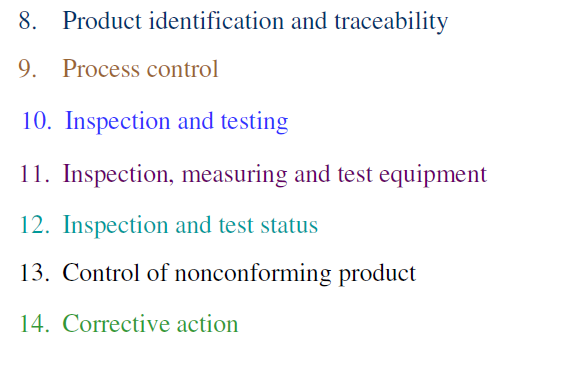 8. Product identification and traceability
9. Process control
10. Inspection and testing
11. Inspection, measuring and test equipment
12. Inspection and test status
13. Control of nonconforming product
14. Corrective action